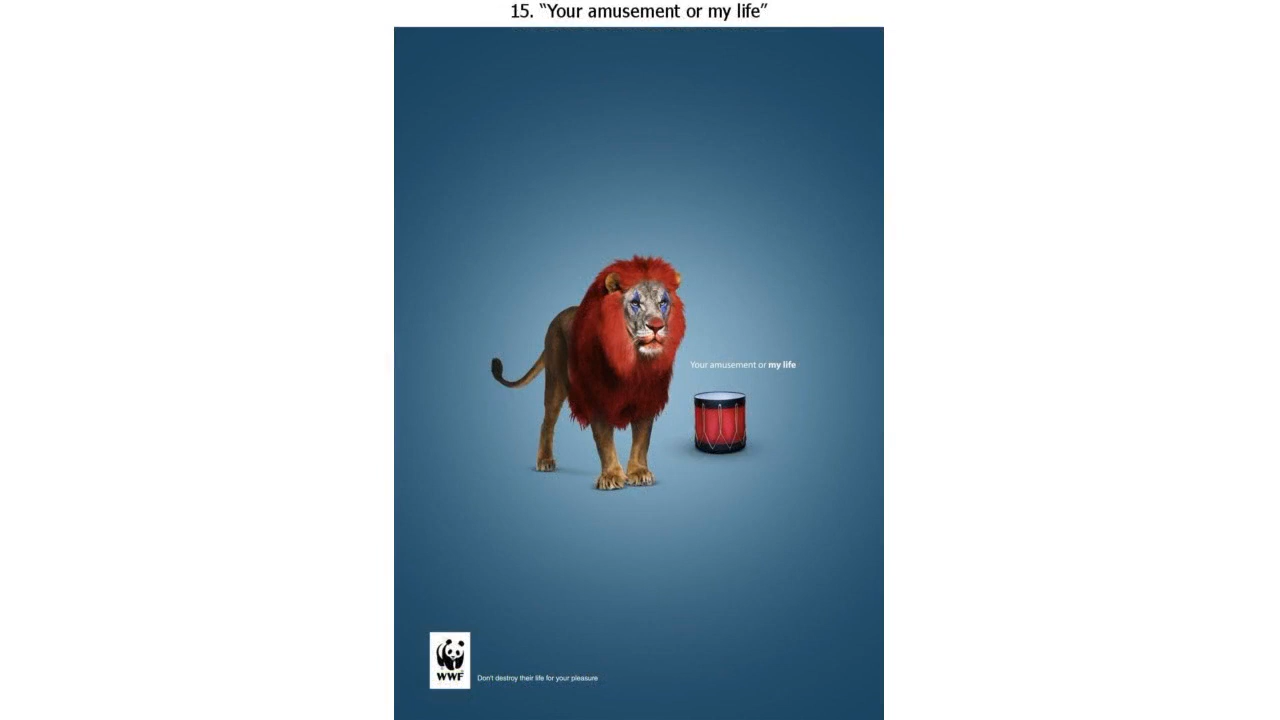 15. “Your amusement or my life”
Your amusement or my life
WWF
Don't destroy their life for your pleasure